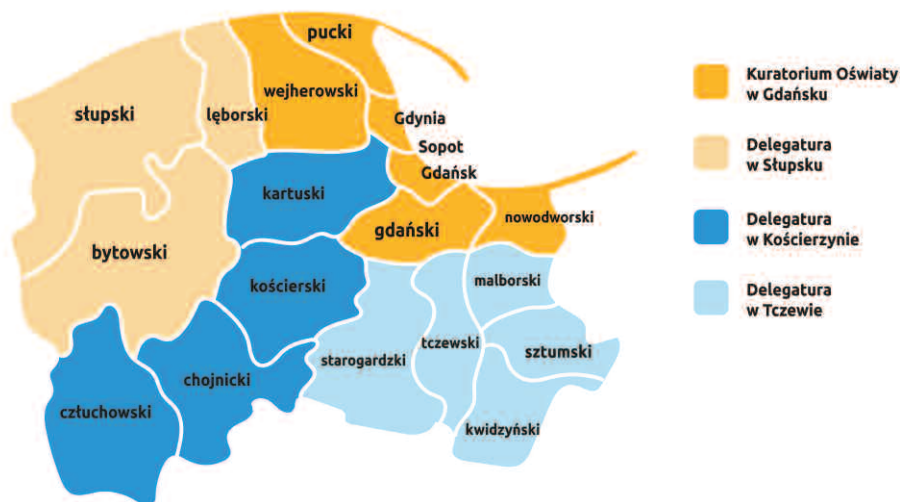 pucki
wejherowski
słupski
lęborski
Gdynia
Sopot
Gdańsk
kartuski
nowodworski
gdański
bytowski
kościerski
malborski
tczewski
sztumski
starogardzki
chojnicki
człuchowski
kwidzyński
Kuratorium Oświaty
w Gdańsku
Delegatura
w Słupsku
Delegatura
w Kościerzynie
Delegatura
w Tczewie